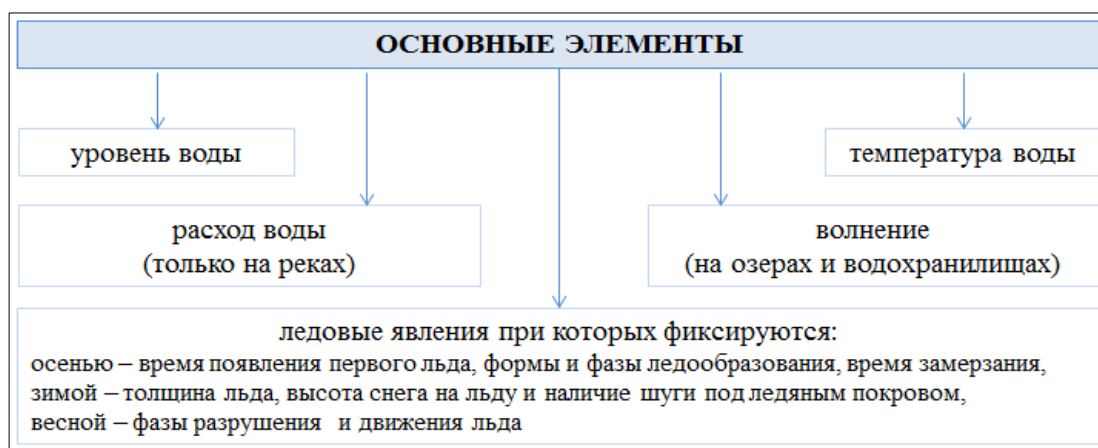 ОСНОВНЫЕ ЭЛЕМЕНТЫ
уровень воды
температура воды
расход воды
(только на реках)
волнение
(на озерах и водохранилищах)
ледовые явления при которых фиксируются:
осенью – время появления первого льда, формы и фазы ледообразования, время замерзания,
зимой – толщина льда, высота снега на льду и наличие шуги под ледяным покровом,
весной – фазы разрушения и движения льда